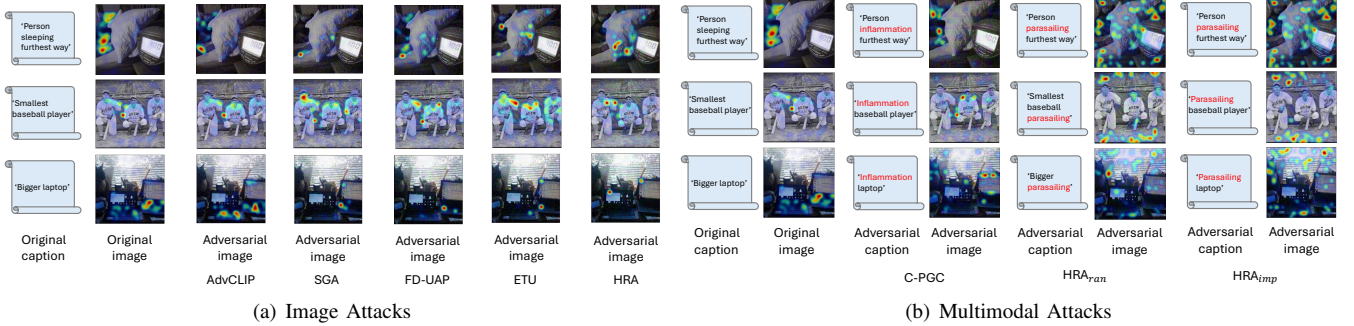 'Person
sleeping
furthest way'
'Smallest
baseball player'
'Bigger laptop'
Original
caption
Original
image
Adversarial
image
Adversarial
image
Adversarial
image
Adversarial
image
Adversarial
image
AdvCLIP
SGA
FD-UAP
ETU
HRA
(a) Image Attacks
'Person
sleeping
furthest way'
'Person
inflammation
furthest way'
'Person
parasailing
furthest way'
'Person
parasailing
furthest way'
'Smallest
baseball player'
'Inflammation
baseball player'
'Smallest
baseball
parasailing'
'Parasailing
baseball player'
'Bigger laptop'
'Inflammation
laptop'
'Bigger
parasailing'
'Parasailing
laptop'
Original
caption
Original
image
Adversarial
caption
Adversarial
image
Adversarial
caption
Adversarial
image
Adversarial
caption
Adversarial
image
C-PGC
HRA_ran
HRA_imp
(b) Multimodal Attacks